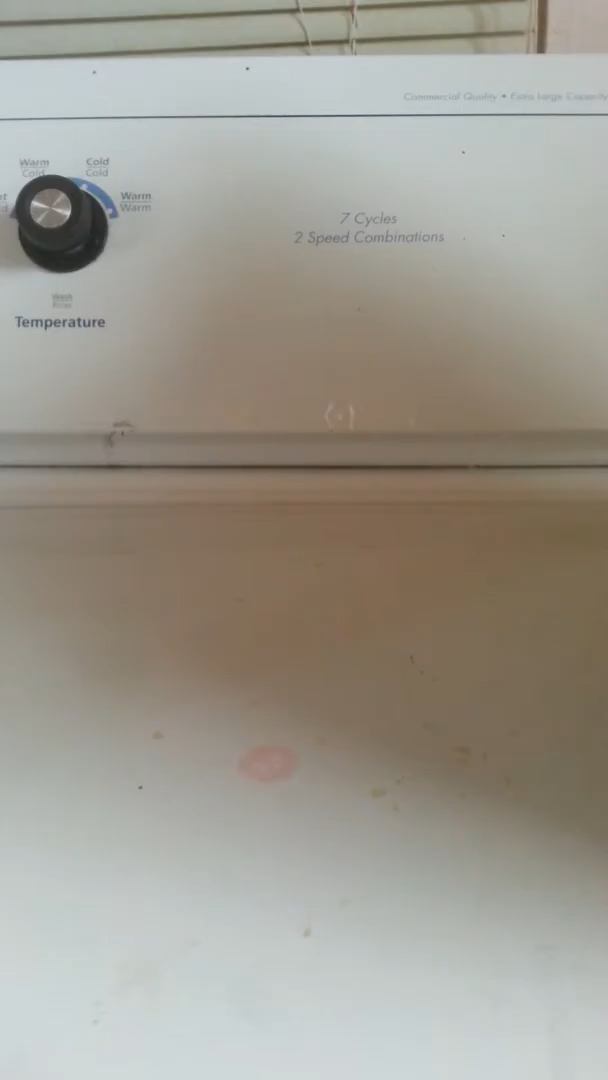 Commercial Quality • Extra Large Capacity
Warm
Cold
Cold
Cold
Warm
Warm
7 Cycles
2 Speed Combinations
Wash
Rinse
Temperature